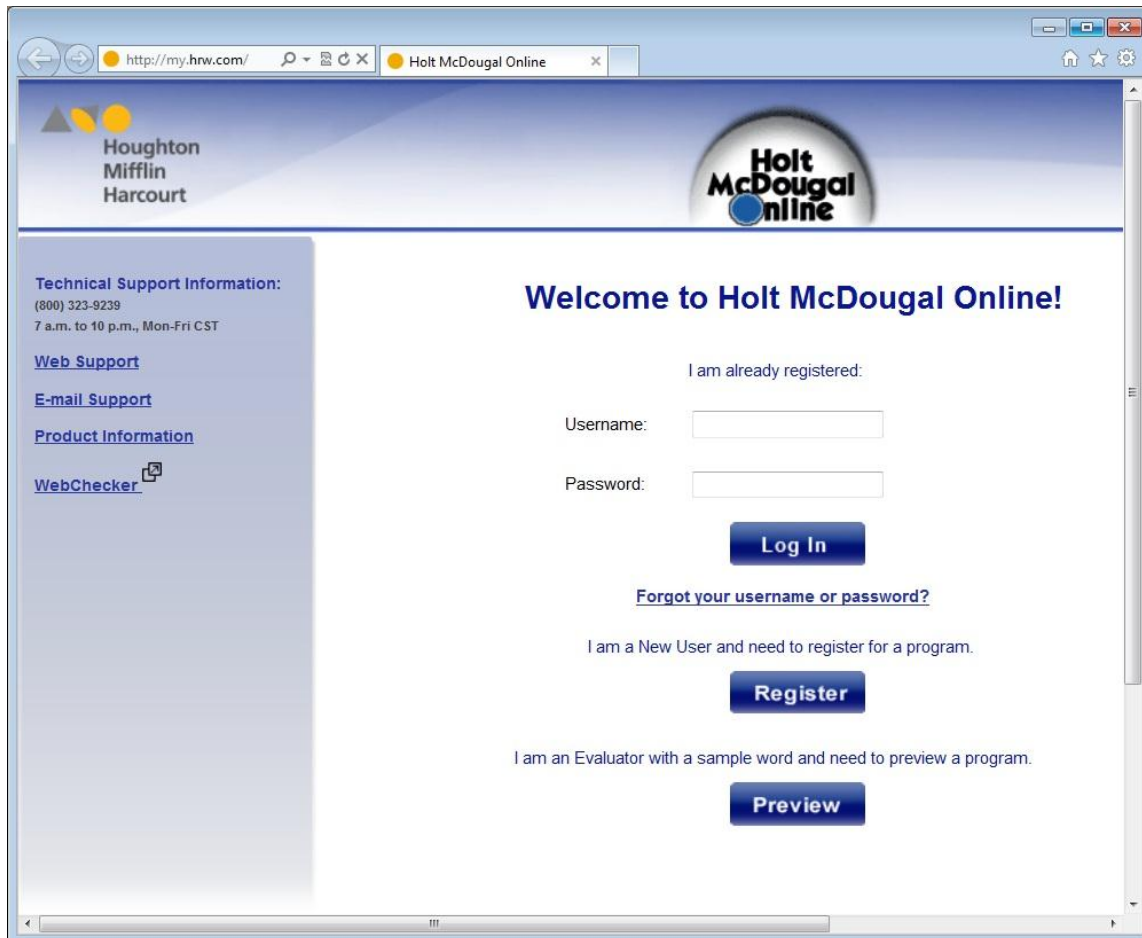 http://my.hrw.com/
Holt McDougal Online
Houghton
Mifflin
Harcourt
Holt
McDougal
Online
Technical Support Information:
(800) 323-9239
7 a.m. to 10 p.m., Mon-Fri CST
Web Support
E-mail Support
Product Information
WebChecker
Welcome to Holt McDougal Online!
I am already registered:
Username:
Password:
Log In
Forgot your username or password?
I am a New User and need to register for a program.
Register
I am an Evaluator with a sample word and need to preview a program.
Preview